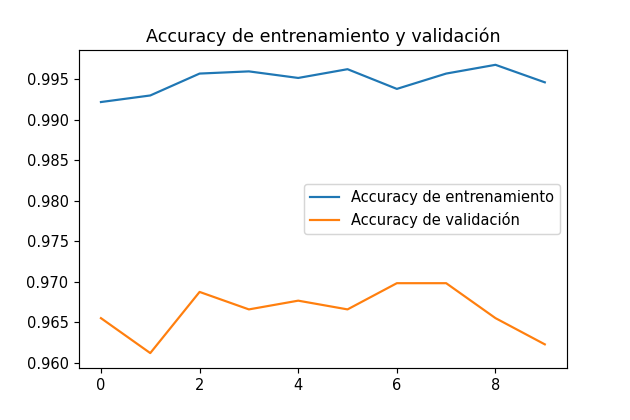 Accuracy de entrenamiento y validación
0.995
0.990
0.985
0.980
0.975
0.970
0.965
0.960
Accuracy de entrenamiento
Accuracy de validación
0 2 4 6 8